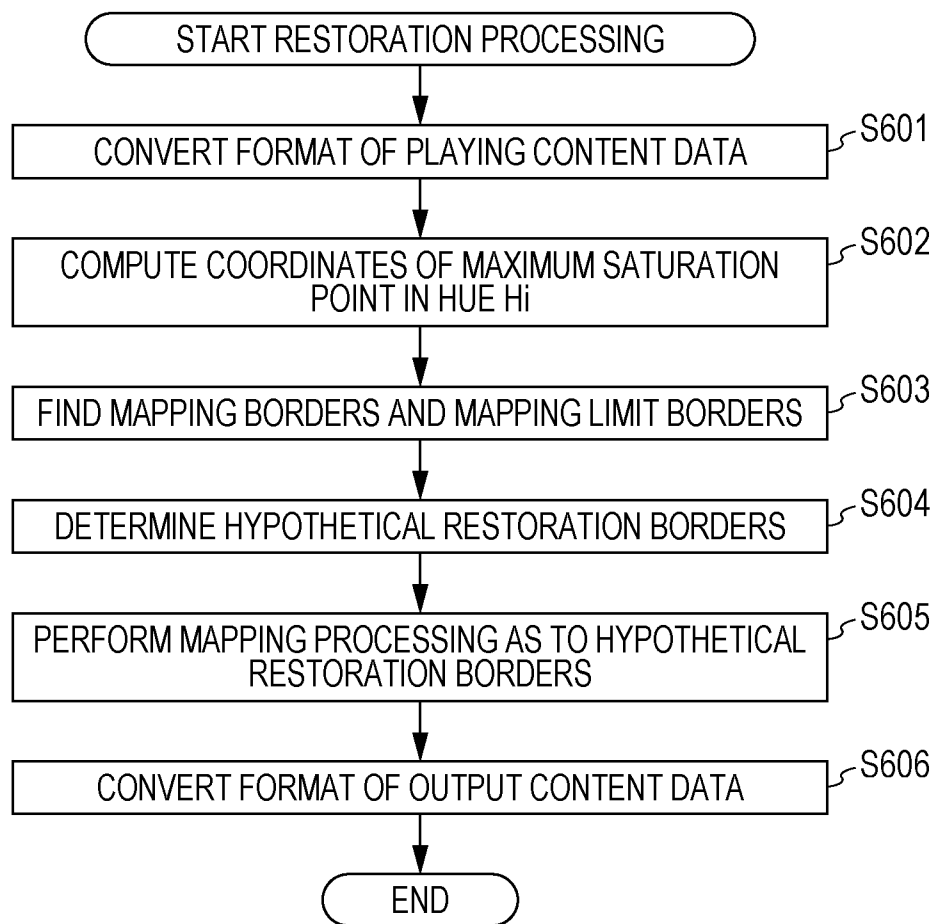 START RESTORATION PROCESSING
CONVERT FORMAT OF PLAYING CONTENT DATA
S601
COMPUTE COORDINATES OF MAXIMUM SATURATION
POINT IN HUE Hi
S602
FIND MAPPING BORDERS AND MAPPING LIMIT BORDERS
S603
DETERMINE HYPOTHETICAL RESTORATION BORDERS
S604
PERFORM MAPPING PROCESSING AS TO HYPOTHETICAL
RESTORATION BORDERS
S605
CONVERT FORMAT OF OUTPUT CONTENT DATA
S606
END